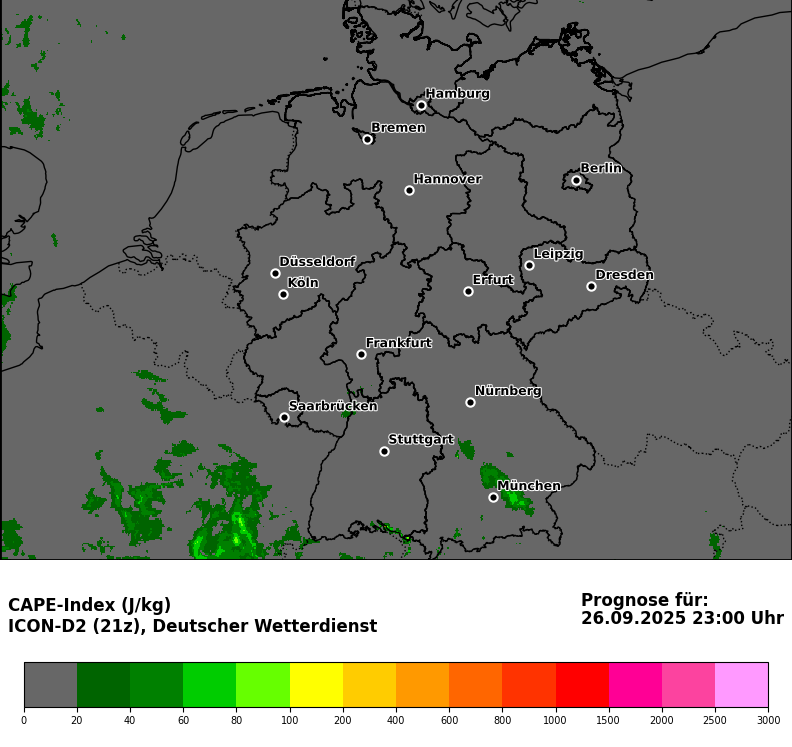 Hamburg
Bremen
Berlin
Hannover
Leipzig
Düsseldorf
Dresden
Erfurt
Köln
Frankfurt
Nürnberg
Saarbrücken
Stuttgart
München
CAPE-Index (J/kg)
ICON-D2 (21z), Deutscher Wetterdienst
Prognose für:
26.09.2025 23:00 Uhr
0 20 40 60 80 100 200 400 600 800 1000 1500 2000 2500 3000